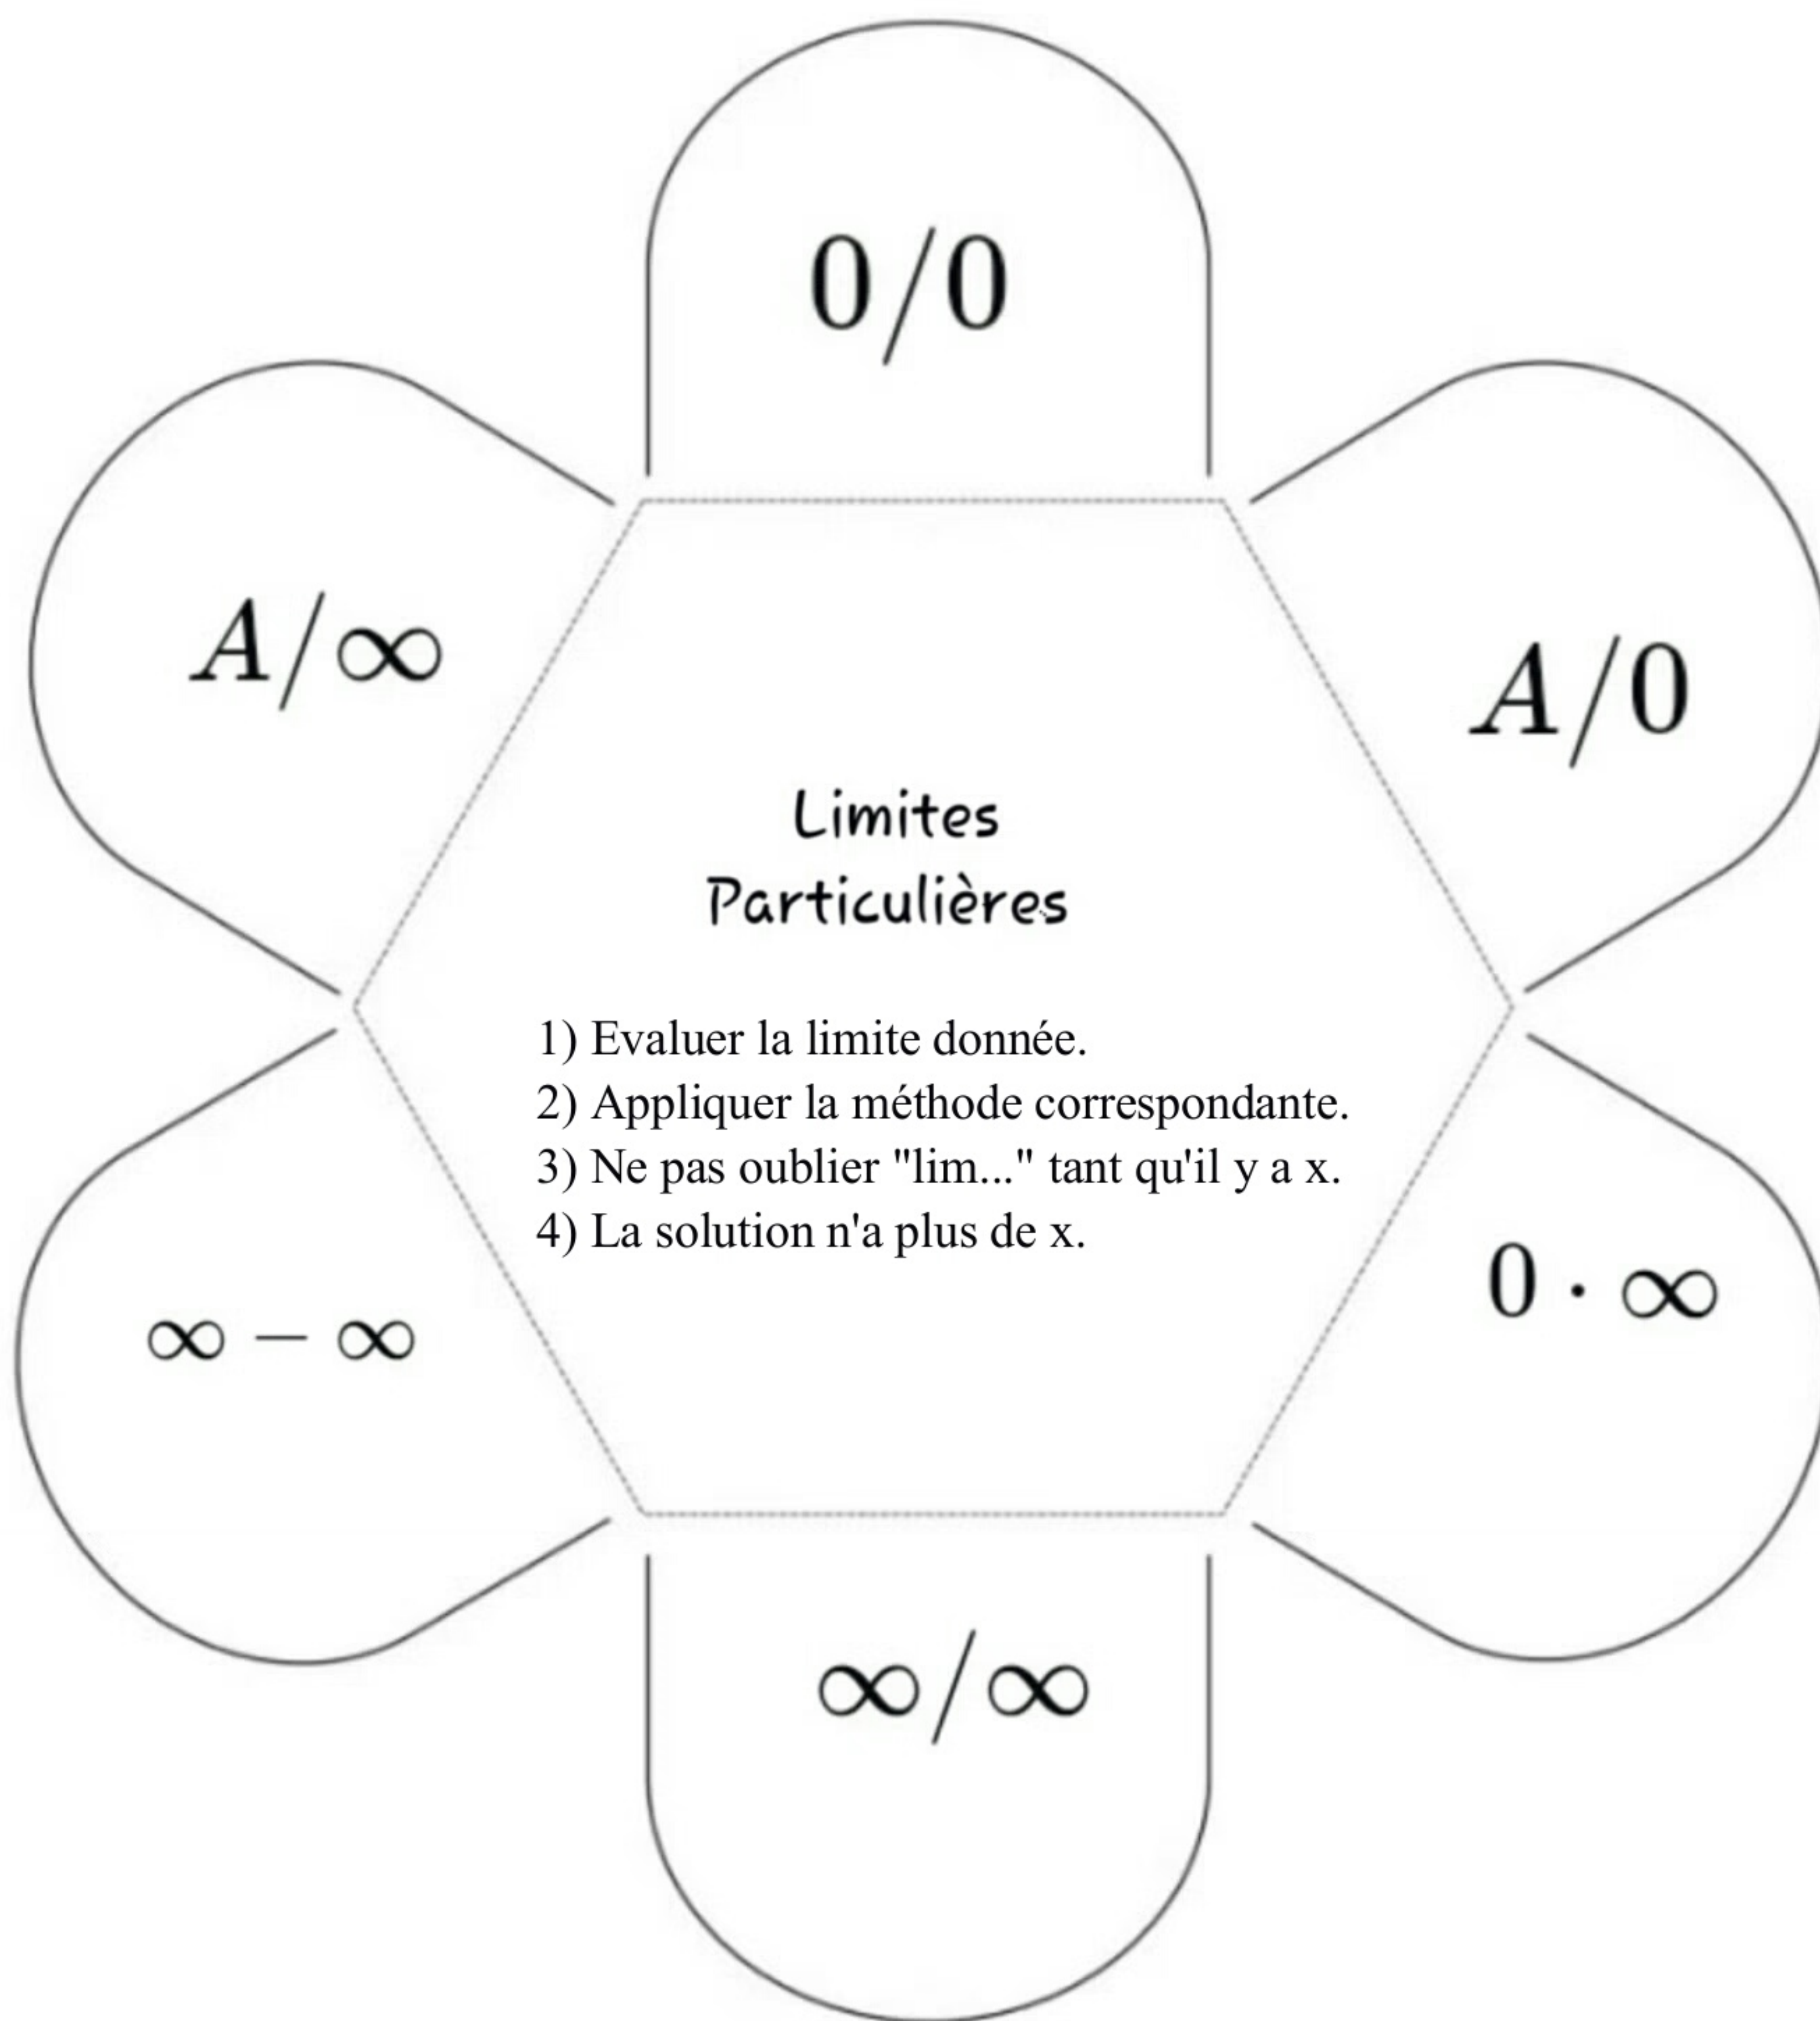 0/0
A/∞
A/0
Limites
Particulières
1) Evaluer la limite donnée.
2) Appliquer la méthode correspondante.
3) Ne pas oublier "lim..." tant qu'il y a x.
4) La solution n'a plus de x.
0 · ∞
∞ − ∞
∞/∞